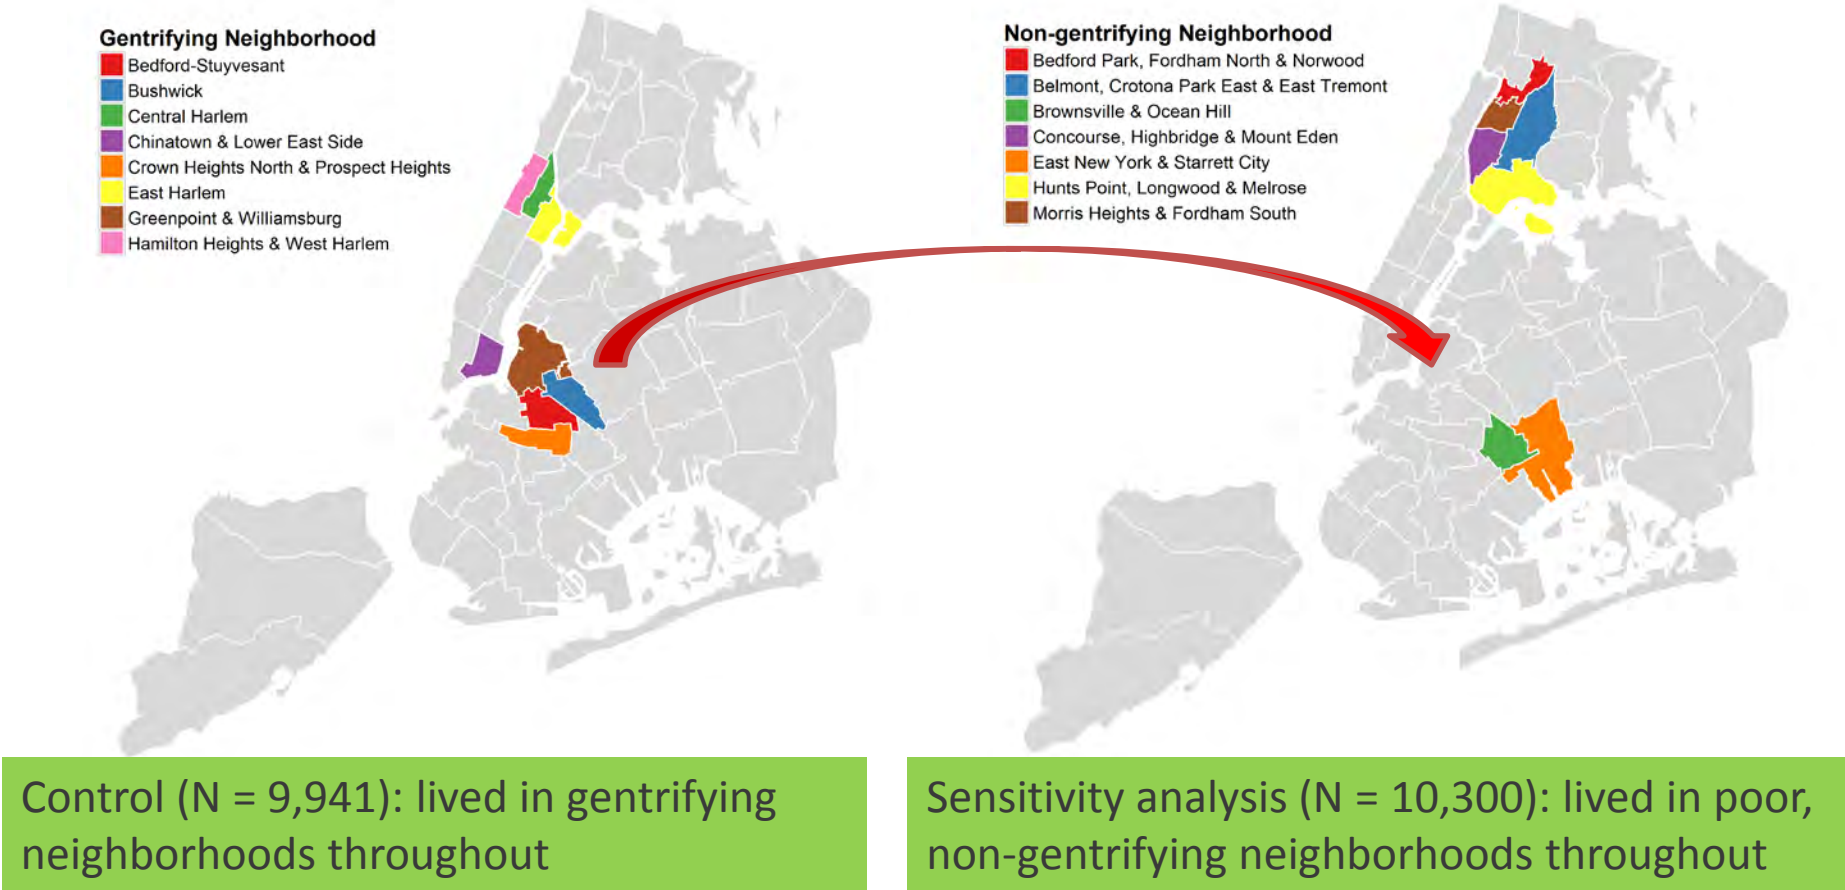 Gentrifying Neighborhood
Bedford-Stuyvesant
Bushwick
Central Harlem
Chinatown & Lower East Side
Crown Heights North & Prospect Heights
East Harlem
Greenpoint & Williamsburg
Hamilton Heights & West Harlem
Non-gentrifying Neighborhood
Bedford Park, Fordham North & Norwood
Belmont, Crotona Park East & East Tremont
Brownsville & Ocean Hill
Concourse, Highbridge & Mount Eden
East New York & Starrett City
Hunts Point, Longwood & Melrose
Morris Heights & Fordham South
Control (N = 9,941): lived in gentrifying
neighborhoods throughout
Sensitivity analysis (N = 10,300): lived in poor,
non-gentrifying neighborhoods throughout